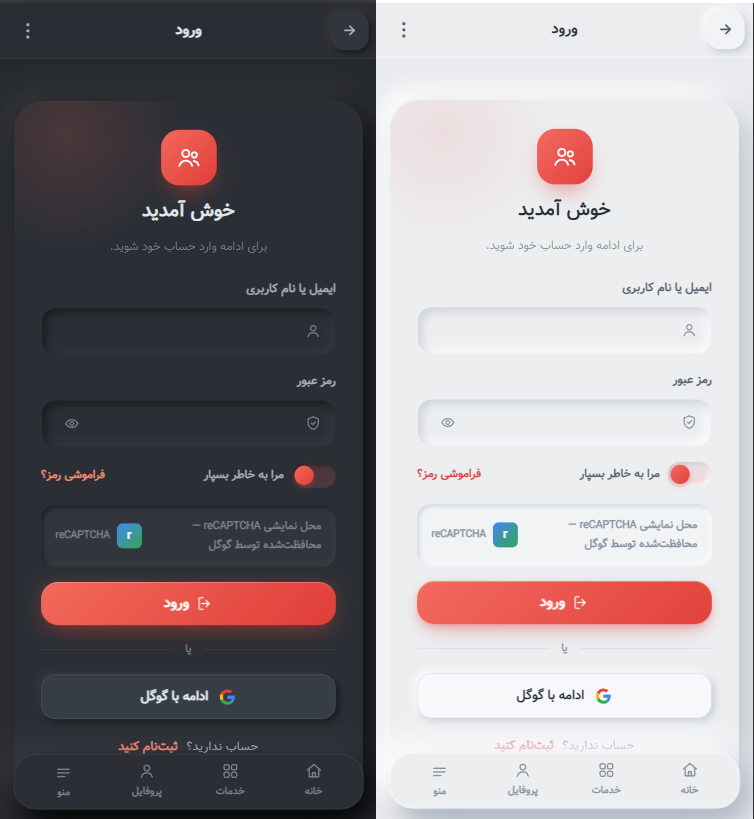 ورود
خوش آمدید
برای ادامه وارد حساب خود شوید.
ایمیل یا نام کاربری
رمز عبور
مرا به خاطر بسپار
فراموشی رمز؟
محل نمایشی reCAPTCHA —
محافظت‌شده توسط گوگل
r reCAPTCHA
ورود
یا
ادامه با گوگل
حساب ندارید؟ ثبت‌نام کنید
خانه
خدمات
پروفایل
منو
ورود
خوش آمدید
برای ادامه وارد حساب خود شوید.
ایمیل یا نام کاربری
رمز عبور
مرا به خاطر بسپار
فراموشی رمز؟
محل نمایشی reCAPTCHA —
محافظت‌شده توسط گوگل
r reCAPTCHA
ورود
یا
ادامه با گوگل
حساب ندارید؟ ثبت‌نام کنید
خانه
خدمات
پروفایل
منو